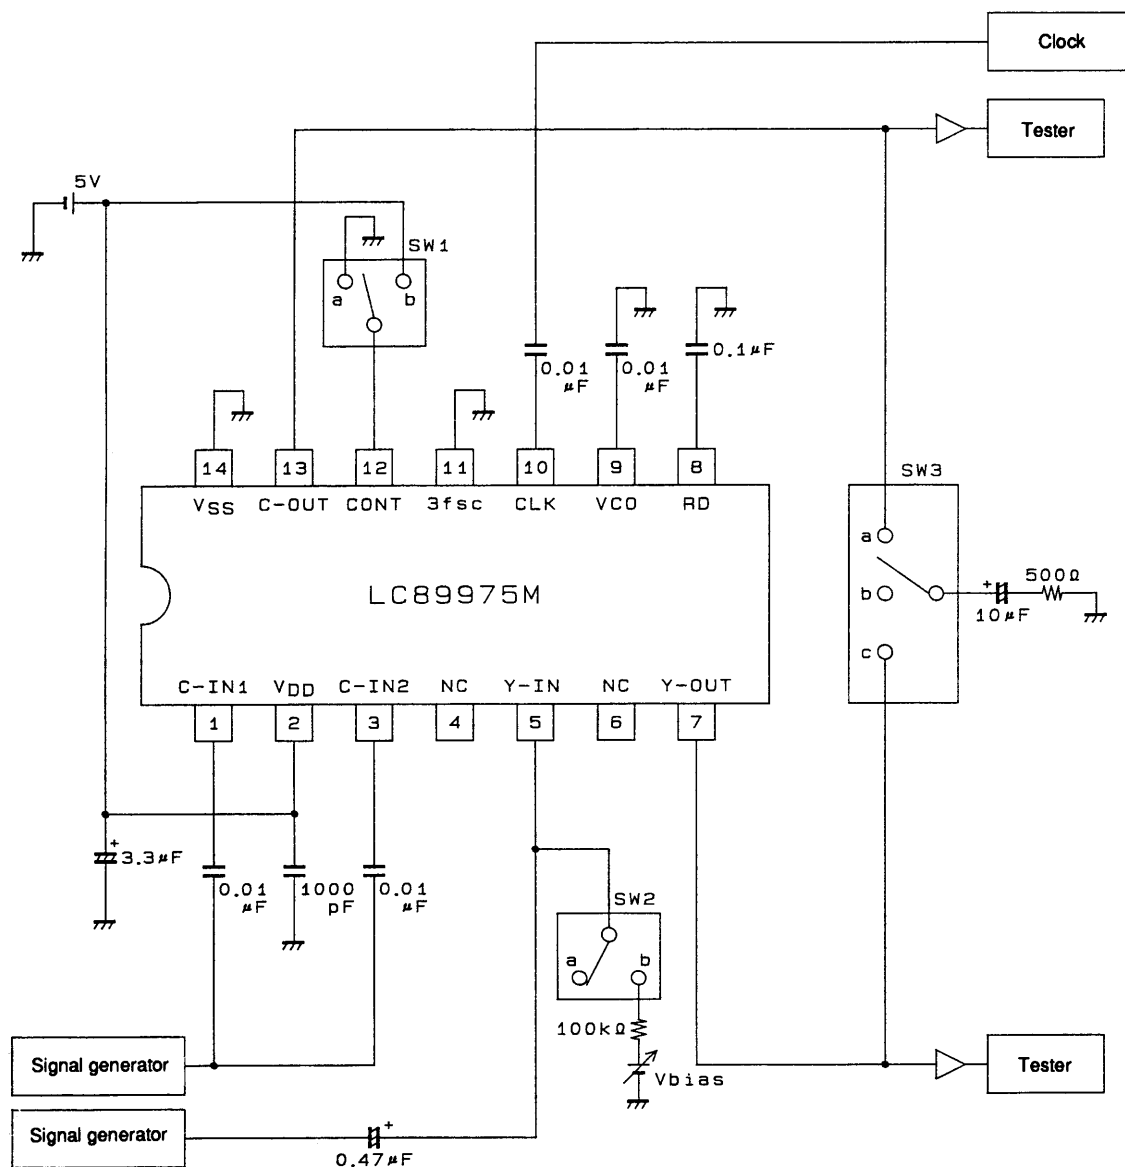 Clock
Tester
5V
SW1
a
b
0.01
μF
0.01
μF
0.1μF
14
13
12
11
10
9
8
SW3
VSS
C-OUT
CONT
3fsc
CLK
VCO
RD
a
LC89975M
b
+
10μF
500Ω
c
C-IN1
VDD
C-IN2
NC
Y-IN
NC
Y-OUT
1
2
3
4
5
6
7
+
3.3μF
0.01
μF
1000
pF
0.01
μF
SW2
a
b
100kΩ
Vbias
Signal generator
Tester
Signal generator
+
0.47μF